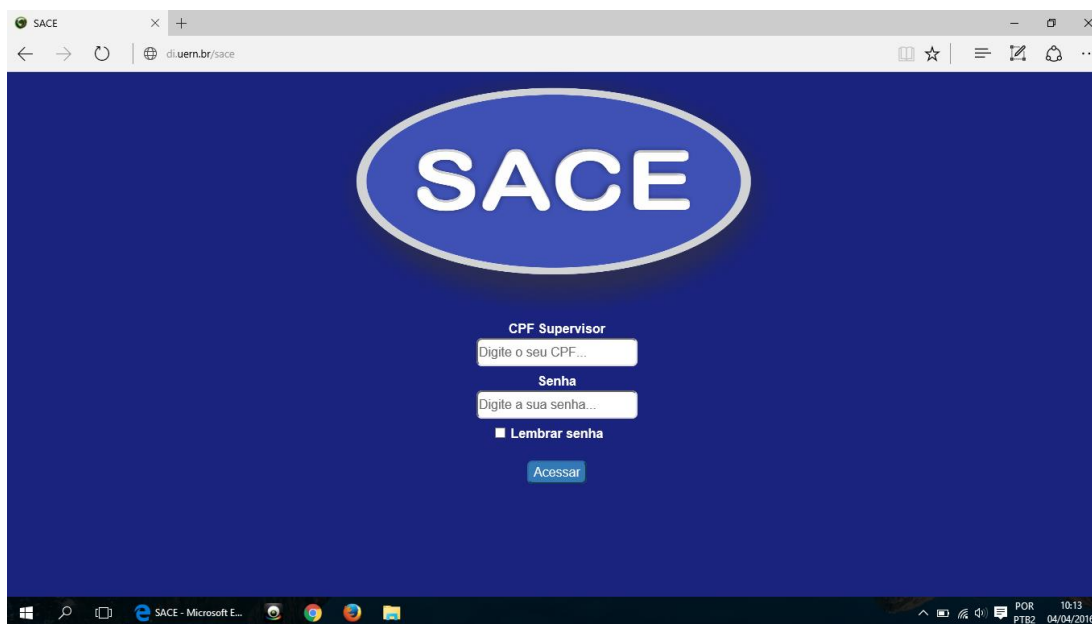 SACE
di.uern.br/sace
SACE
CPF Supervisor
Digite o seu CPF...
Senha
Digite a sua senha...
Lembrar senha
Acessar
SACE - Microsoft E...
POR 10:13
PTB2 04/04/2016